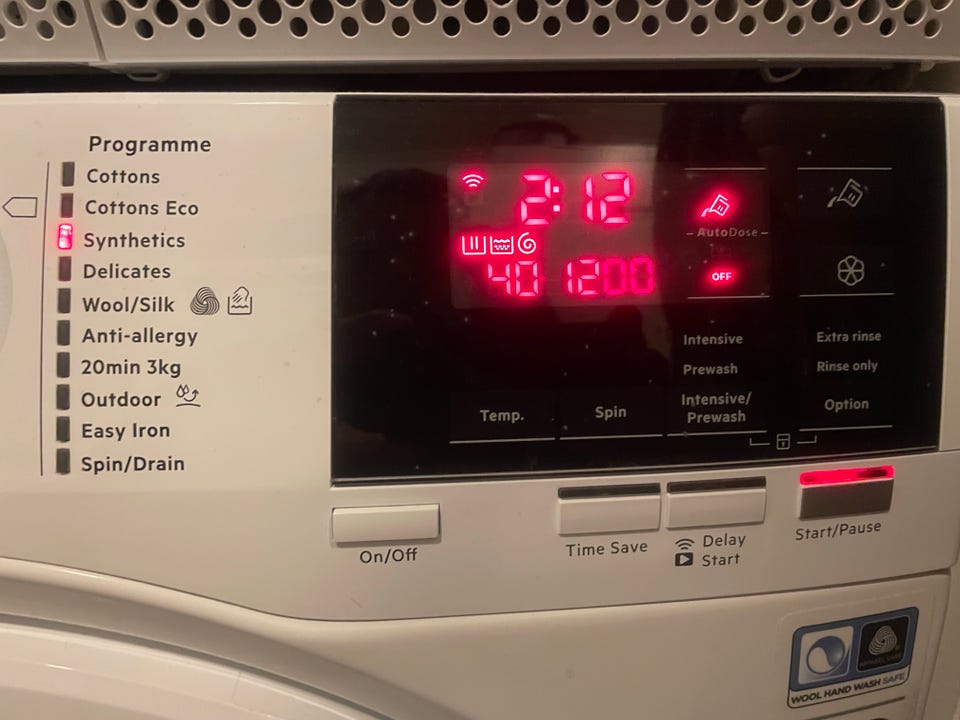 Programme
Cottons
Cottons Eco
Synthetics
Delicates
Wool/Silk
Anti-allergy
20min 3kg
Outdoor
Easy Iron
Spin/Drain
2:12
40 1200
AutoDose
OFF
Intensive
Prewash
Intensive/
Prewash
Extra rinse
Rinse only
Option
Temp.
Spin
On/Off
Time Save
Delay
Start
Start/Pause
WOOL HAND WASH SAFE